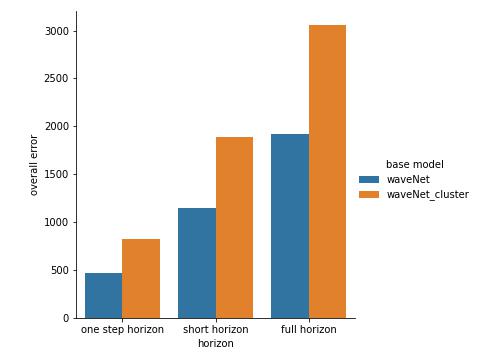 3000
2500
2000
1500
1000
500
0
overall error
one step horizon
short horizon
full horizon
horizon
base model
waveNet
waveNet_cluster